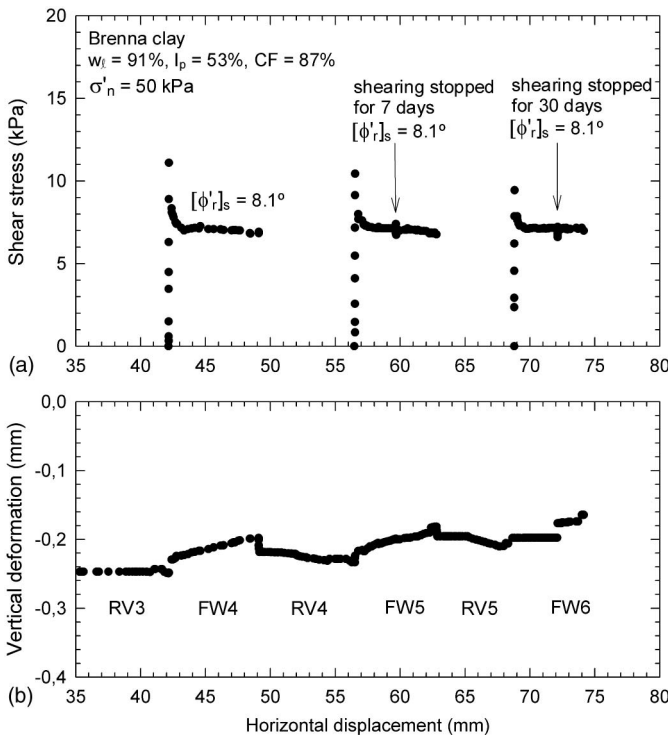 20
15
10
5
0
Shear stress (kPa)
(a)
Brenna clay
wℓ = 91%, Ip = 53%, CF = 87%
σ'n = 50 kPa
[ϕ'r]s = 8.1º
shearing stopped
for 7 days
[ϕ'r]s = 8.1º
shearing stopped
for 30 days
[ϕ'r]s = 8.1º
35 40 45 50 55 60 65 70 75 80
0,0
-0,1
-0,2
-0,3
-0,4
Vertical deformation (mm)
(b)
RV3 FW4 RV4 FW5 RV5 FW6
35 40 45 50 55 60 65 70 75 80
Horizontal displacement (mm)